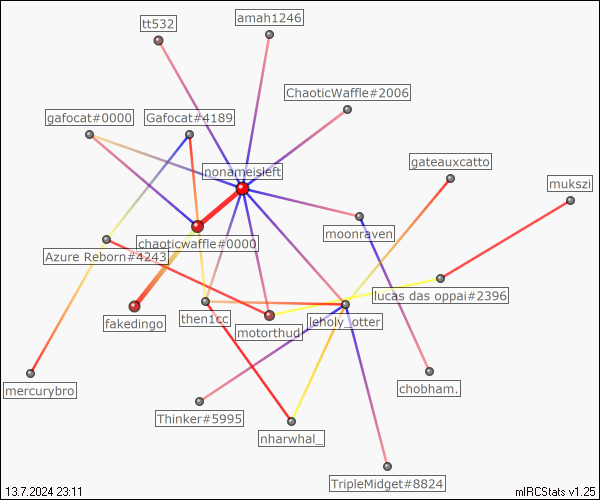 amah1246
tt532
ChaoticWaffle#2006
gafocat#0000
Gafocat#4189
gateauxcatto
nonameisleft
mukszi
moonraven
chaoticwaffle#0000
Azure Reborn#4243
lucas das oppai#2396
fakedingo
then1cc
leholy_otter
motorthud
mercurybro
chobham.
Thinker#5995
nharwhal_
TripleMidget#8824
13.7.2024 23:11
mIRCStats v1.25